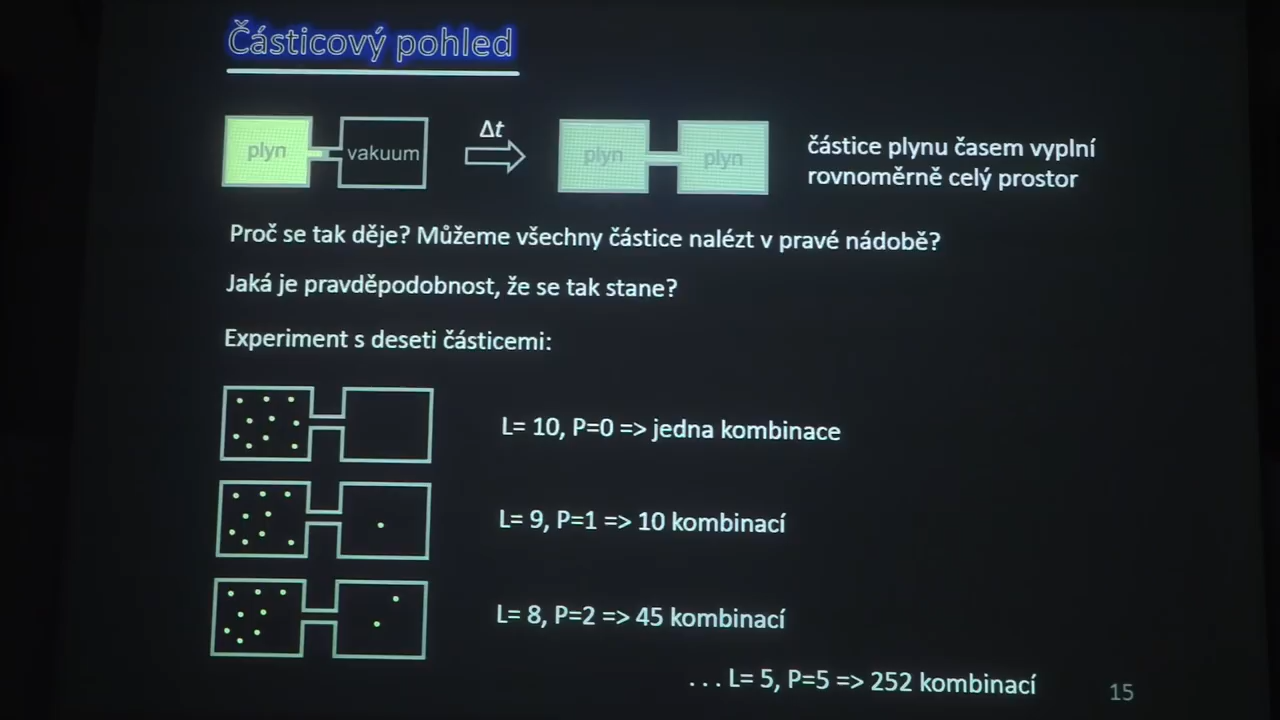 Částicový pohled
plyn
vakuum
Δt
plyn
plyn
částice plynu časem vyplní
rovnoměrně celý prostor
Proč se tak děje? Můžeme všechny částice nalézt v pravé nádobě?
Jaká je pravděpodobnost, že se tak stane?
Experiment s deseti částicemi:
L= 10, P=0 => jedna kombinace
L= 9, P=1 => 10 kombinací
L= 8, P=2 => 45 kombinací
. . . L= 5, P=5 => 252 kombinací
15